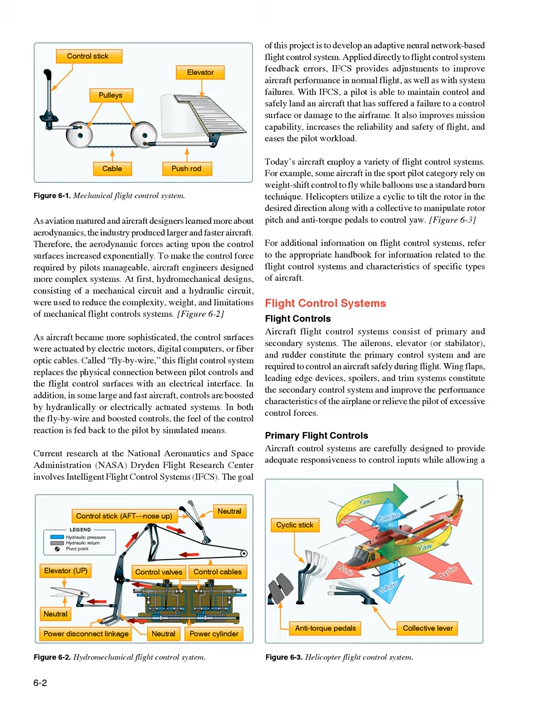 Control stick
Elevator
Pulleys
Cable
Push rod
Figure 6-1. Mechanical flight control system.
As aviation matured and aircraft designers learned more about
aerodynamics, the industry produced larger and faster aircraft.
Therefore, the aerodynamic forces acting upon the control
surfaces increased exponentially. To make the control force
required by pilots manageable, aircraft engineers designed
more complex systems. At first, hydromechanical designs,
consisting of a mechanical circuit and a hydraulic circuit,
were used to reduce the complexity, weight, and limitations
of mechanical flight controls systems. [Figure 6-2]
As aircraft became more sophisticated, the control surfaces
were actuated by electric motors, digital computers, or fiber
optic cables. Called “fly-by-wire,” this flight control system
replaces the physical connection between pilot controls and
the flight control surfaces with an electrical interface. In
addition, in some large and fast aircraft, controls are boosted
by hydraulically or electrically actuated systems. In both
the fly-by-wire and boosted controls, the feel of the control
reaction is fed back to the pilot by simulated means.
Current research at the National Aeronautics and Space
Administration (NASA) Dryden Flight Research Center
involves Intelligent Flight Control Systems (IFCS). The goal
Control stick (AFT—nose up)
Neutral
LEGEND
Hydraulic pressure
Hydraulic return
Pivot point
Elevator (UP)
Control valves
Control cables
Neutral
Power disconnect linkage
Neutral
Power cylinder
Figure 6-2. Hydromechanical flight control system.
6-2
of this project is to develop an adaptive neural network-based
flight control system. Applied directly to flight control system
feedback errors, IFCS provides adjustments to improve
aircraft performance in normal flight, as well as with system
failures. With IFCS, a pilot is able to maintain control and
safely land an aircraft that has suffered a failure to a control
surface or damage to the airframe. It also improves mission
capability, increases the reliability and safety of flight, and
eases the pilot workload.
Today’s aircraft employ a variety of flight control systems.
For example, some aircraft in the sport pilot category rely on
weight-shift control to fly while balloons use a standard burn
technique. Helicopters utilize a cyclic to tilt the rotor in the
desired direction along with a collective to manipulate rotor
pitch and anti-torque pedals to control yaw. [Figure 6-3]
For additional information on flight control systems, refer
to the appropriate handbook for information related to the
flight control systems and characteristics of specific types
of aircraft.
Flight Control Systems
Flight Controls
Aircraft flight control systems consist of primary and
secondary systems. The ailerons, elevator (or stabilator),
and rudder constitute the primary control system and are
required to control an aircraft safely during flight. Wing flaps,
leading edge devices, spoilers, and trim systems constitute
the secondary control system and improve the performance
characteristics of the airplane or relieve the pilot of excessive
control forces.
Primary Flight Controls
Aircraft control systems are carefully designed to provide
adequate responsiveness to control inputs while allowing a
Yaw
Cyclic stick
Yaw
Anti-torque pedals
Collective lever
Figure 6-3. Helicopter flight control system.